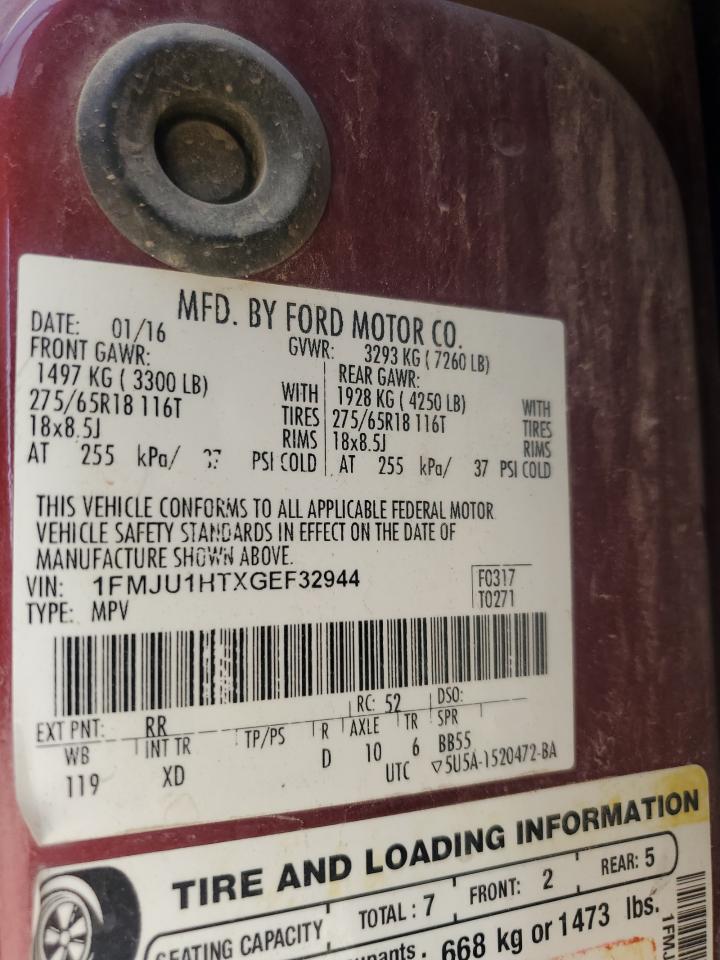 MFD. BY FORD MOTOR CO.
DATE: 01/16 GVWR: 3293 KG ( 7260 LB)
FRONT GAWR: REAR GAWR:
1497 KG ( 3300 LB) WITH 1928 KG ( 4250 LB) WITH
275/65R18 116T TIRES 275/65R18 116T TIRES
18x8.5J RIMS 18x8.5J RIMS
AT 255 kPa/ 37 PSI COLD AT 255 kPa/ 37 PSI COLD
THIS VEHICLE CONFORMS TO ALL APPLICABLE FEDERAL MOTOR
VEHICLE SAFETY STANDARDS IN EFFECT ON THE DATE OF
MANUFACTURE SHOWN ABOVE.
VIN: 1FMJU1HTXGEF32944 F0317
TYPE: MPV T0271
EXT PNT: RR RC: 52 DSO:
WB INT TR TP/PS R AXLE TR SPR
119 XD D 10 6 BB55
UTC ▽5U5A-1520472-BA
TIRE AND LOADING INFORMATION
SEATING CAPACITY TOTAL : 7 FRONT: 2 REAR: 5
668 kg or 1473 lbs.
1FMJ